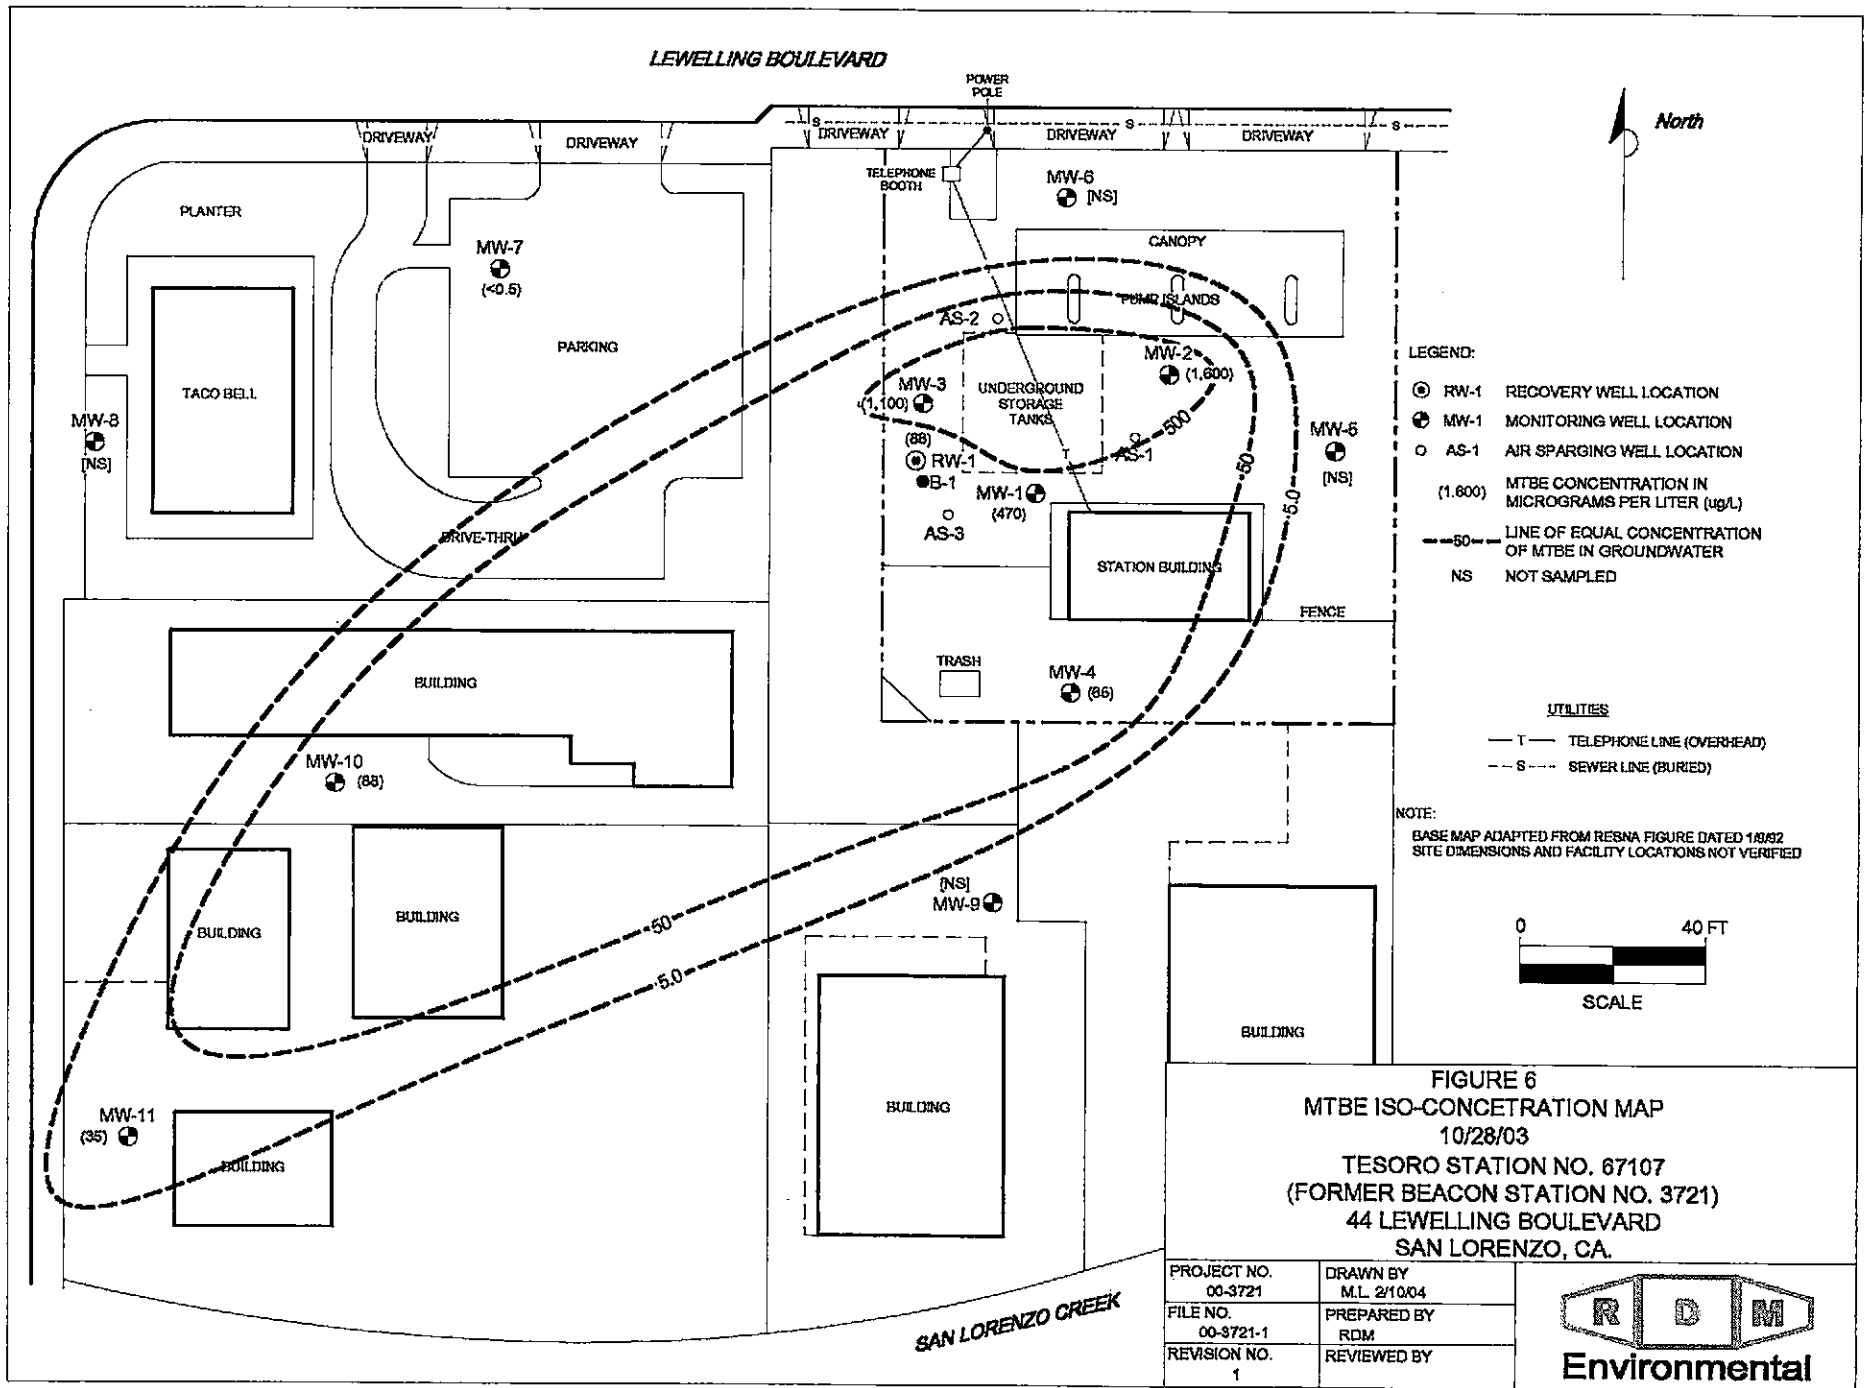 LEWELLING BOULEVARD
POWER
POLE
DRIVEWAY
DRIVEWAY
S
DRIVEWAY
DRIVEWAY
S
DRIVEWAY
S
North
TELEPHONE
BOOTH
MW-6
[NS]
PLANTER
CANOPY
MW-7
(<0.5)
PUMP ISLANDS
AS-2
PARKING
MW-2
(1,600)
TACO BELL
MW-3
(1,100)
UNDERGROUND
STORAGE
TANKS
500
MW-8
[NS]
(88)
RW-1
B-1
T
AS-1
50
MW-5
[NS]
MW-1
(470)
5.0
AS-3
DRIVE-THRU
STATION BUILDING
FENCE
TRASH
MW-4
(65)
BUILDING
MW-10
(88)
LEGEND:
RW-1 RECOVERY WELL LOCATION
MW-1 MONITORING WELL LOCATION
AS-1 AIR SPARGING WELL LOCATION
(1.600) MTBE CONCENTRATION IN
MICROGRAMS PER LITER (ug/L)
50 LINE OF EQUAL CONCENTRATION
OF MTBE IN GROUNDWATER
NS NOT SAMPLED
UTILITIES
T TELEPHONE LINE (OVERHEAD)
S SEWER LINE (BURIED)
NOTE:
BASE MAP ADAPTED FROM RESNA FIGURE DATED 1/8/92
SITE DIMENSIONS AND FACILITY LOCATIONS NOT VERIFIED
[NS]
MW-9
BUILDING
BUILDING
50
5.0
0 40 FT
SCALE
BUILDING
BUILDING
MW-11
(35)
BUILDING
SAN LORENZO CREEK
FIGURE 6
MTBE ISO-CONCETRATION MAP
10/28/03
TESORO STATION NO. 67107
(FORMER BEACON STATION NO. 3721)
44 LEWELLING BOULEVARD
SAN LORENZO, CA.
PROJECT NO.
00-3721
DRAWN BY
M.L. 2/10/04
FILE NO.
00-3721-1
PREPARED BY
RDM
REVISION NO.
1
REVIEWED BY
R D M
Environmental